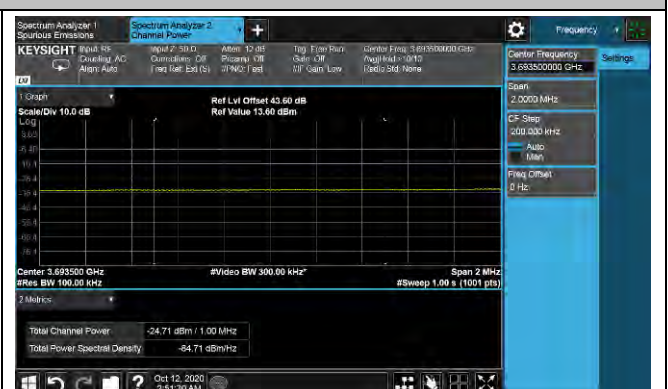 Spectrum Analyzer 1
Spurious Emissions
Spectrum Analyzer 2
Channel Power
Frequency
KEYSIGHT
Input: RF
Coupling: AC
Align: Auto
Input Z: 50 Ω
Corrections: Off
Freq Ref: Ext (S)
Atten: 12 dB
Preamp: Off
#PNO: Fast
Trig: Free Run
Gate: Off
#IF Gain: Low
Center Freq: 3.693500000 GHz
Avg|Hold: 10/10
Radio Std: None
1 Graph
Scale/Div 10.0 dB
Ref Lvl Offset 43.60 dB
Ref Value 13.60 dBm
Log
Center 3.693500 GHz
#Video BW 300.00 kHz*
Span 2 MHz
#Res BW 100.00 kHz
#Sweep 1.00 s (1001 pts)
2 Metrics
Total Channel Power -24.71 dBm / 1.00 MHz
Total Power Spectral Density -84.71 dBm/Hz
Oct 12, 2020
Center Frequency
3.693500000 GHz
Settings
Span
2.0000 MHz
CF Step
200.000 kHz
Auto
Man
Freq Offset
0 Hz